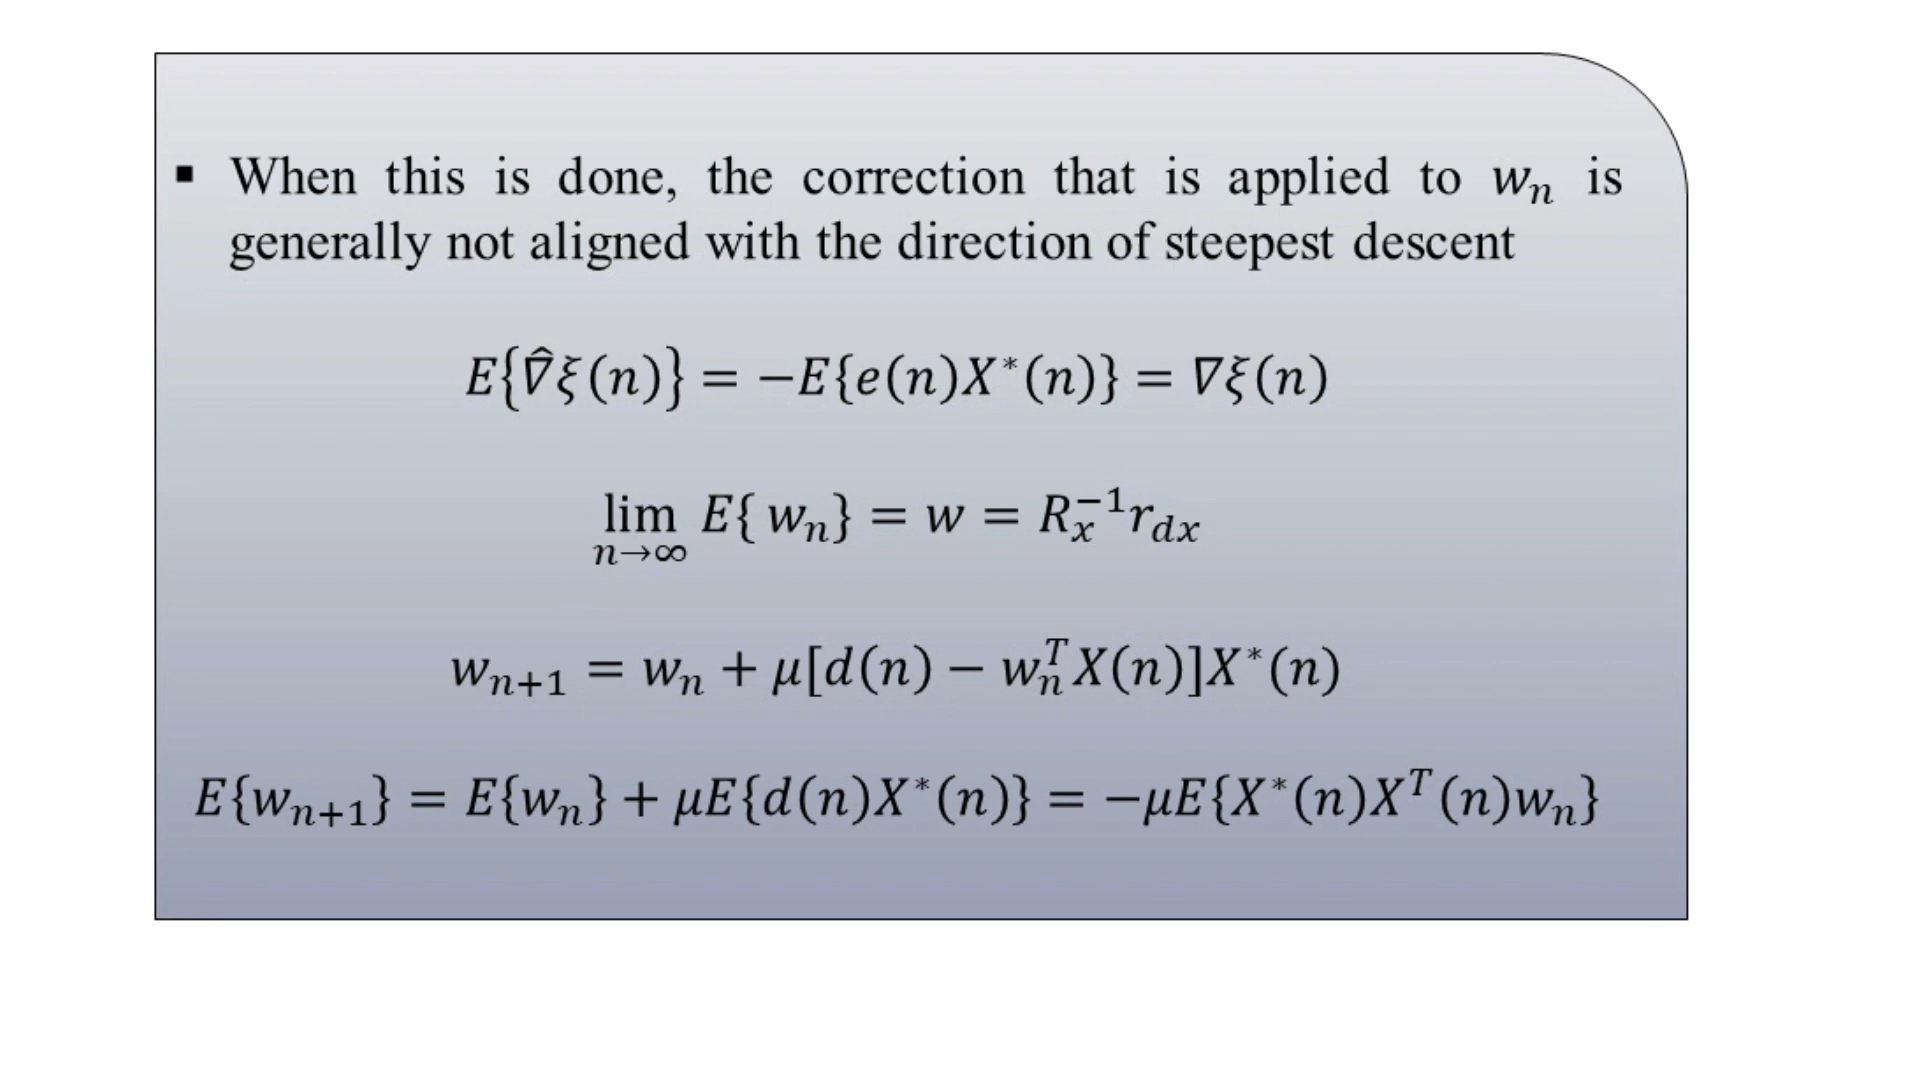 ▪ When this is done, the correction that is applied to wₙ is
generally not aligned with the direction of steepest descent
E{∇̂ξ(n)} = −E{e(n)X*(n)} = ∇ξ(n)
lim n→∞ E{ wₙ} = w = Rₓ⁻¹r_dx
wₙ₊₁ = wₙ + μ[d(n) − wₙᵀX(n)]X*(n)
E{wₙ₊₁} = E{wₙ} + μE{d(n)X*(n)} = −μE{X*(n)Xᵀ(n)wₙ}